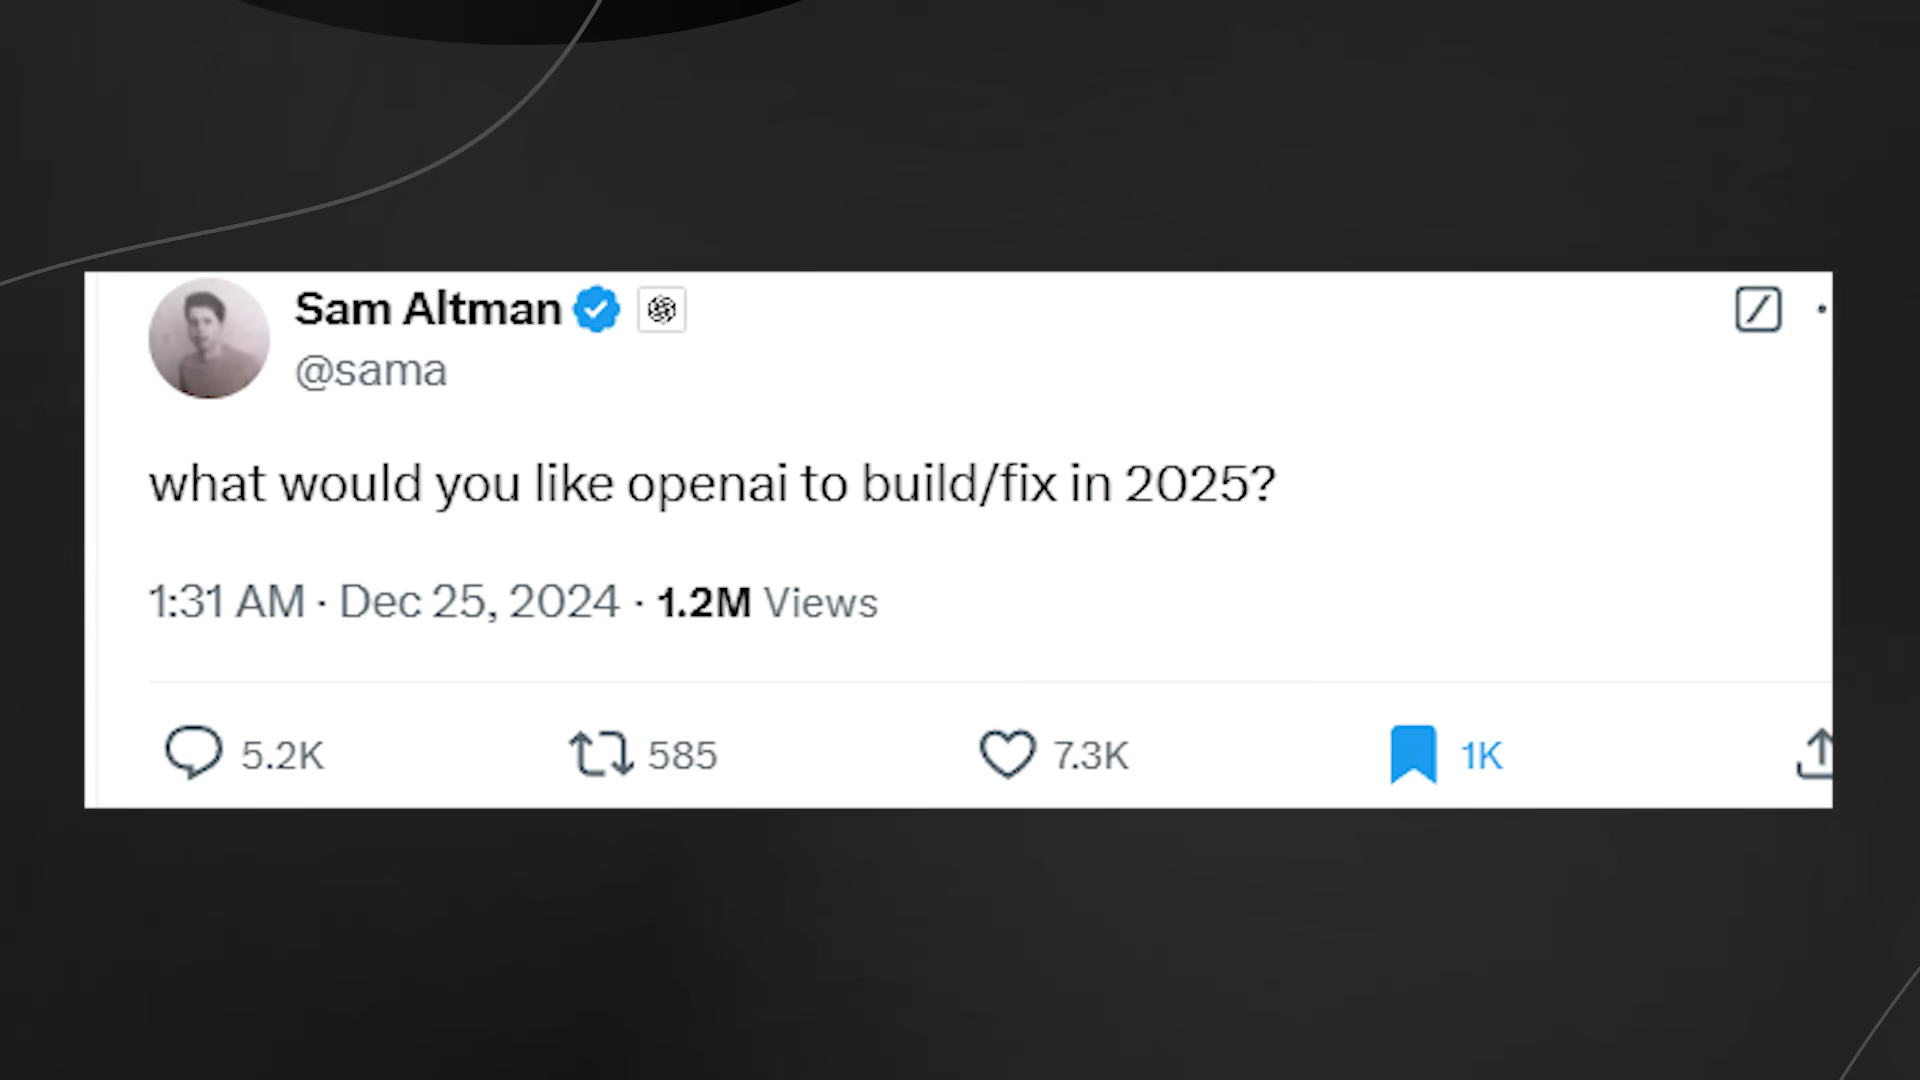 Sam Altman
@sama
what would you like openai to build/fix in 2025?
1:31 AM · Dec 25, 2024 · 1.2M Views
5.2K 585 7.3K 1K